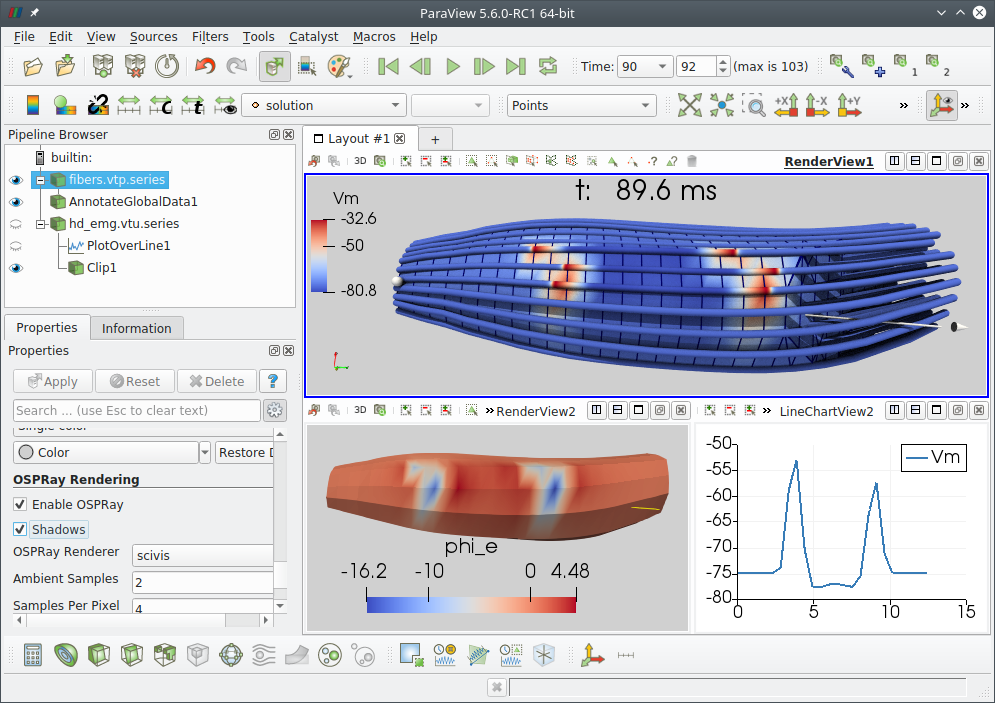 ParaView 5.6.0-RC1 64-bit
File Edit View Sources Filters Tools Catalyst Macros Help
Time: 90 92 (max is 103) 1 2
solution Points +X -X +Y »  »
Pipeline Browser
builtin:
fibers.vtp.series
AnnotateGlobalData1
hd_emg.vtu.series
PlotOverLine1
Clip1
Properties Information
Properties
Apply Reset Delete ?
Search ... (use Esc to clear text)
Single color
Color Restore D
OSPRay Rendering
Enable OSPRay
Shadows
OSPRay Renderer scivis
Ambient Samples 2
Samples Per Pixel 4
Layout #1 +
3D RenderView1
t: 89.6 ms
Vm
-32.6
-50
-80.8
3D » RenderView2
phi_e
-16.2 -10 0 4.48
» LineChartView2
Vm
-50
-55
-60
-65
-70
-75
-80
0 5 10 15